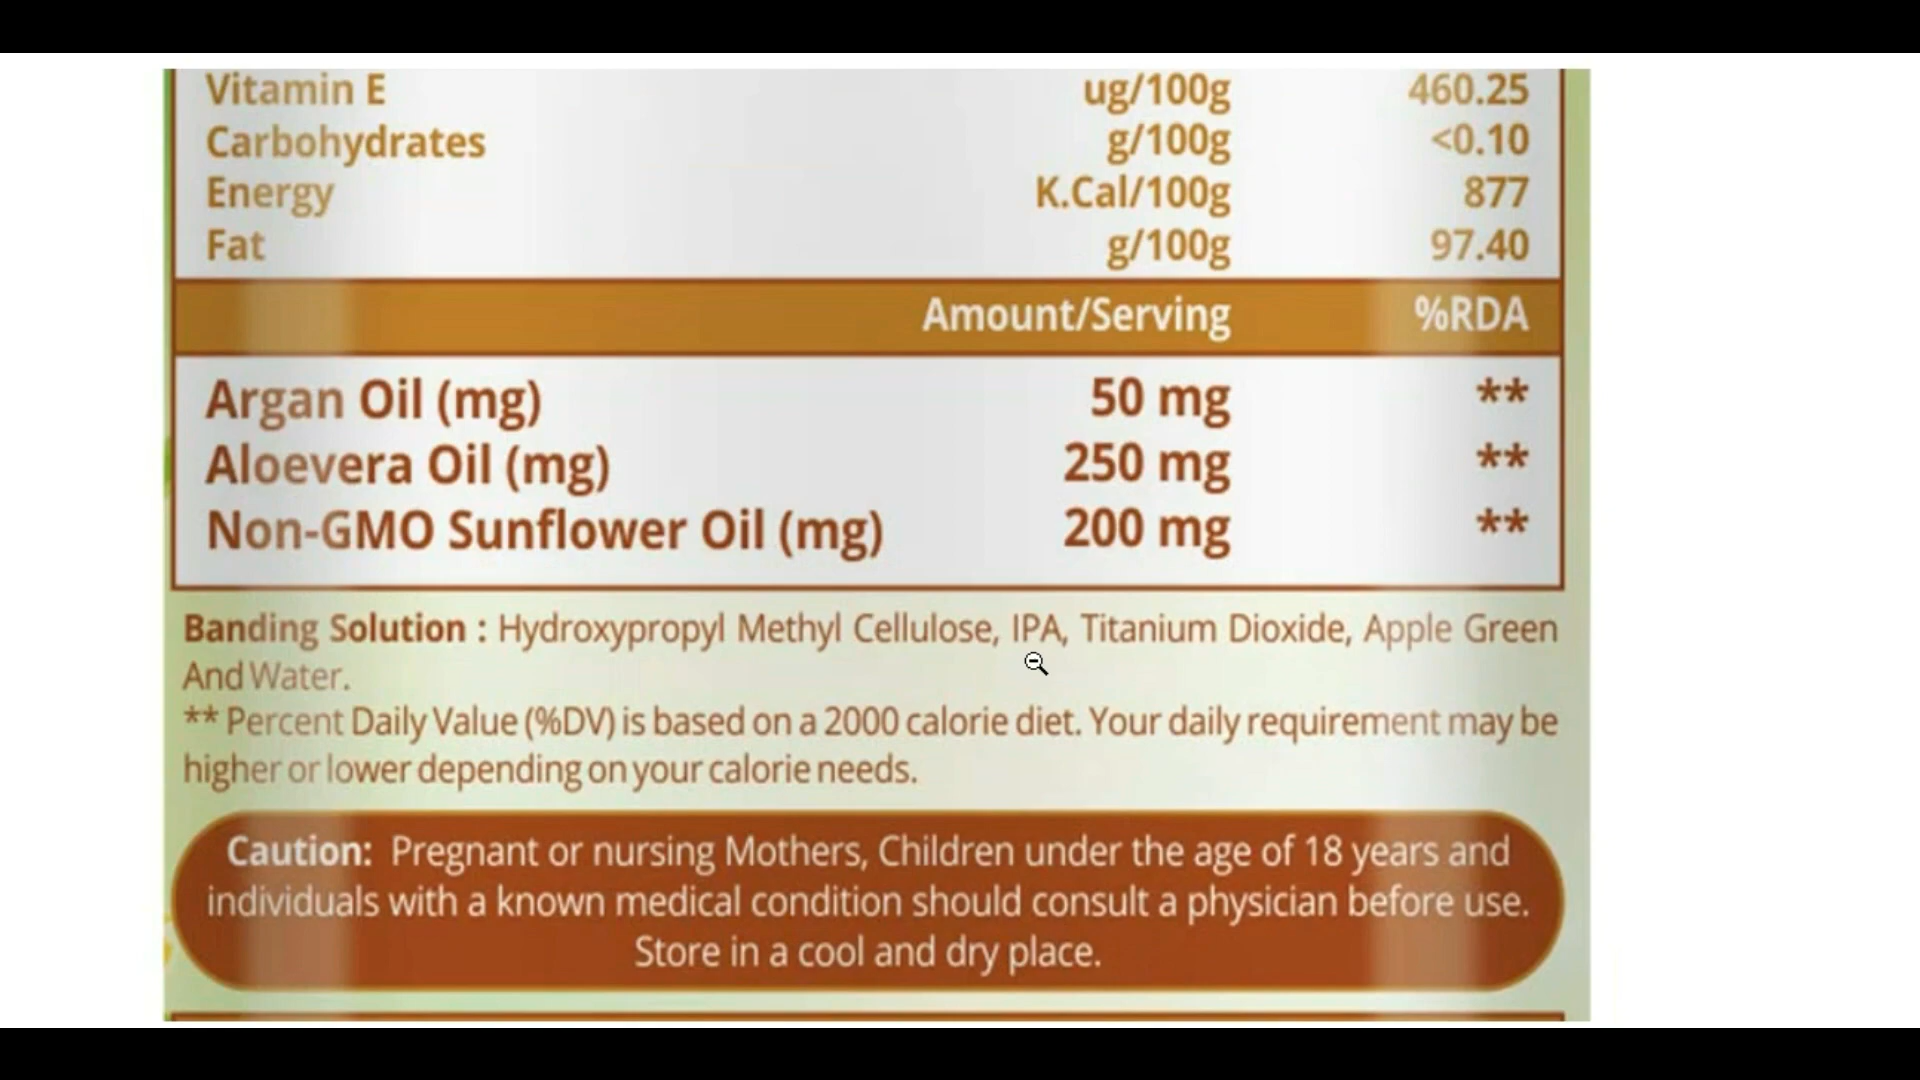 Vitamin E ug/100g 460.25
Carbohydrates g/100g <0.10
Energy K.Cal/100g 877
Fat g/100g 97.40
Amount/Serving %RDA
Argan Oil (mg) 50 mg **
Aloevera Oil (mg) 250 mg **
Non-GMO Sunflower Oil (mg) 200 mg **
Banding Solution : Hydroxypropyl Methyl Cellulose, IPA, Titanium Dioxide, Apple Green
And Water.
** Percent Daily Value (%DV) is based on a 2000 calorie diet. Your daily requirement may be
higher or lower depending on your calorie needs.
Caution: Pregnant or nursing Mothers, Children under the age of 18 years and
individuals with a known medical condition should consult a physician before use.
Store in a cool and dry place.